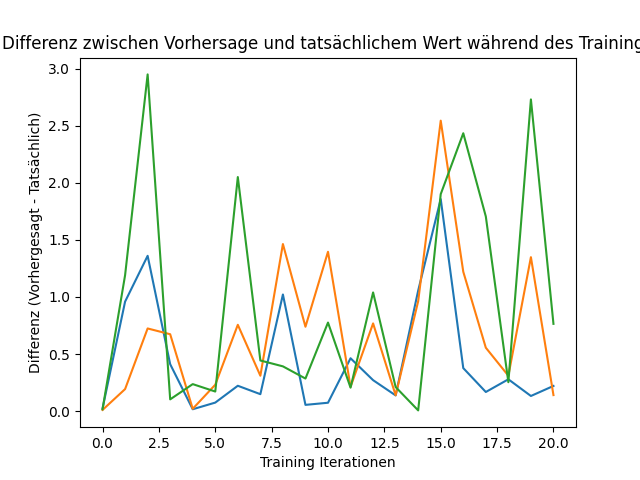 Differenz zwischen Vorhersage und tatsächlichem Wert während des Training
Differenz (Vorhergesagt - Tatsächlich)
3.0
2.5
2.0
1.5
1.0
0.5
0.0
0.0 2.5 5.0 7.5 10.0 12.5 15.0 17.5 20.0
Training Iterationen